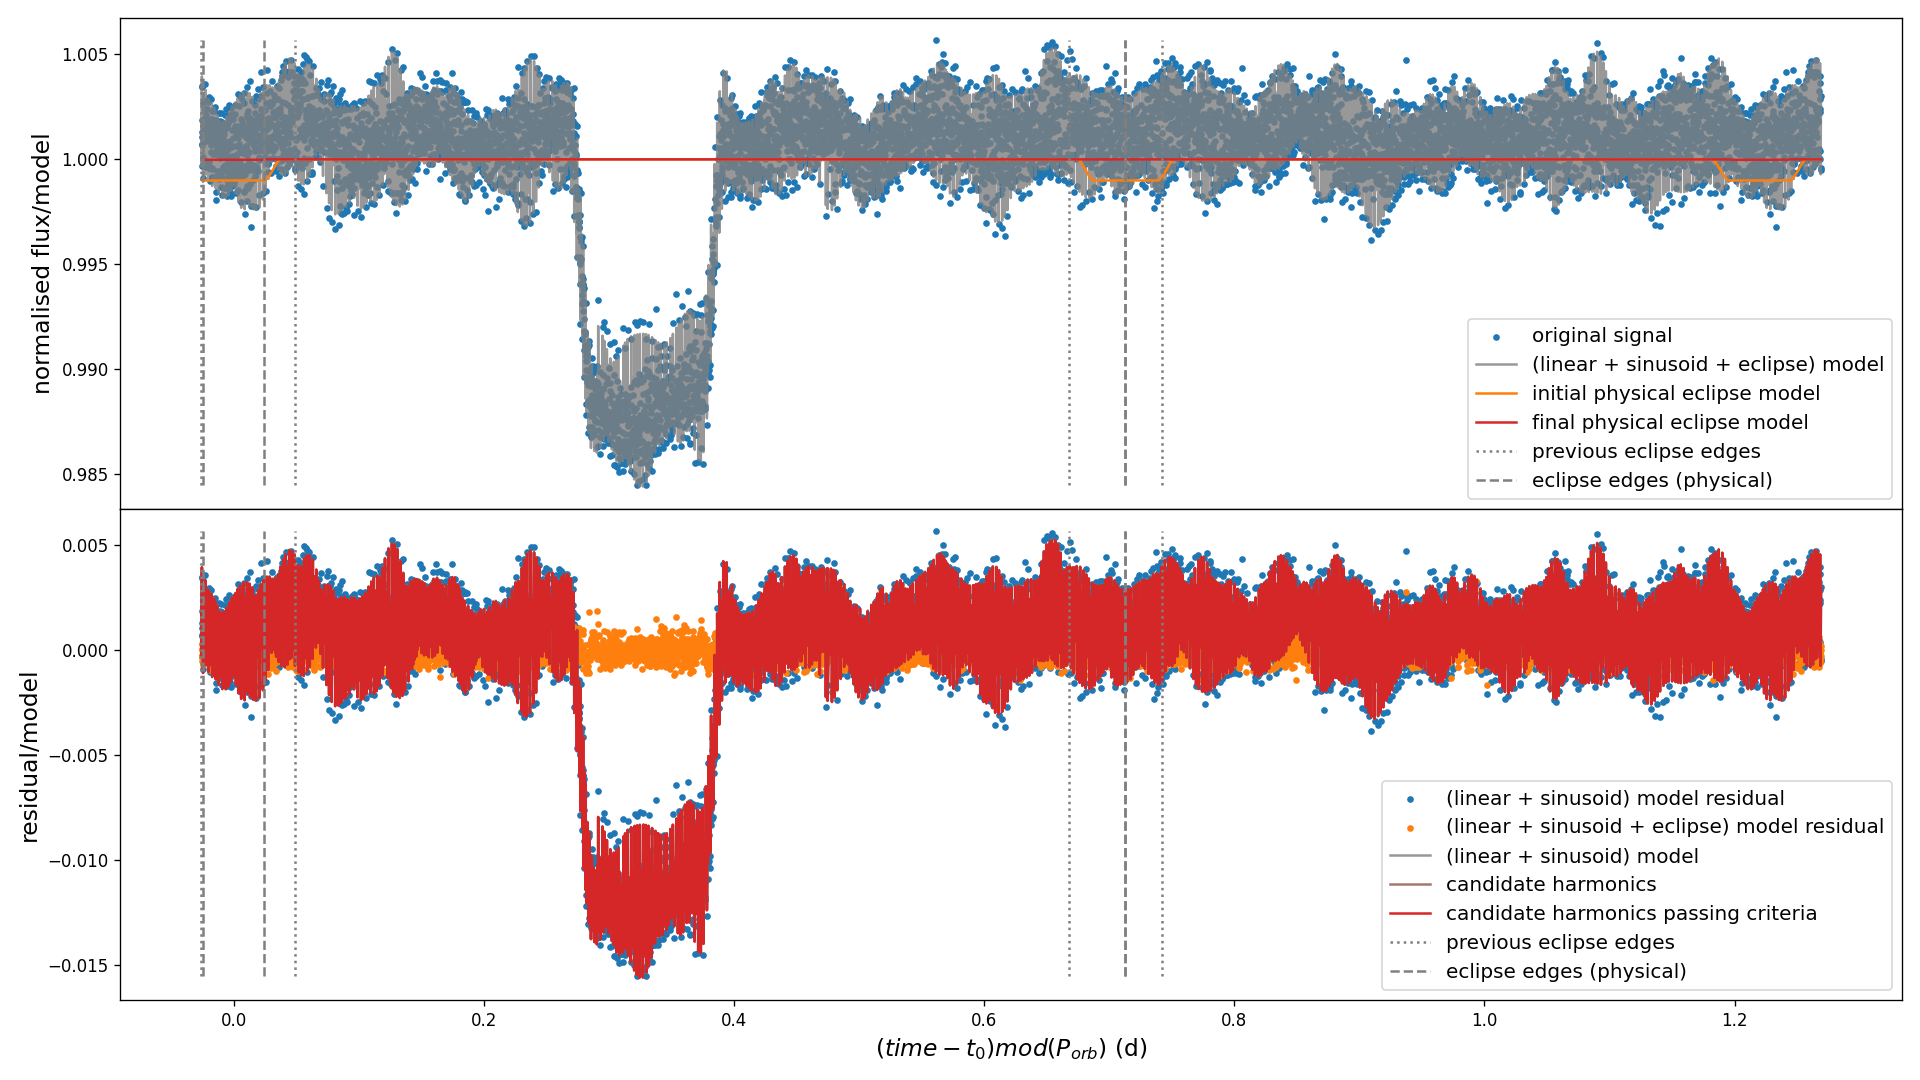 1.005
1.000
0.995
0.990
0.985
normalised flux/model
original signal
(linear + sinusoid + eclipse) model
initial physical eclipse model
final physical eclipse model
previous eclipse edges
eclipse edges (physical)
0.005
0.000
−0.005
−0.010
−0.015
residual/model
(linear + sinusoid) model residual
(linear + sinusoid + eclipse) model residual
(linear + sinusoid) model
candidate harmonics
candidate harmonics passing criteria
previous eclipse edges
eclipse edges (physical)
0.0 0.2 0.4 0.6 0.8 1.0 1.2
(time − t₀)mod(P_orb) (d)